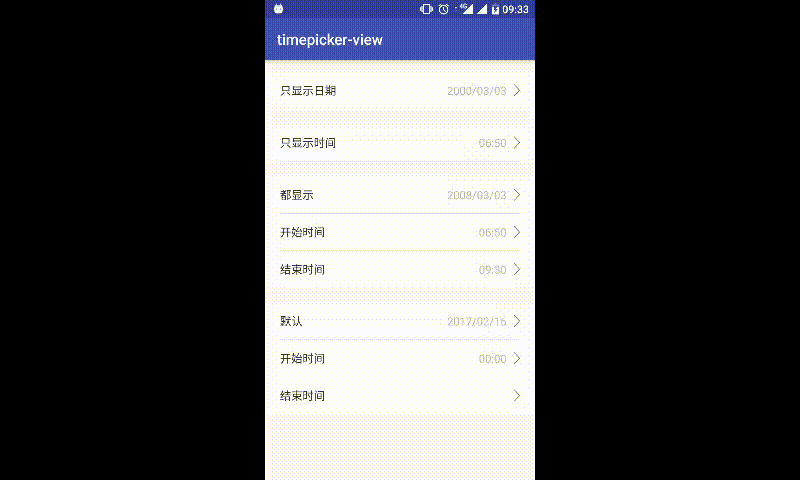 4G 09:33
timepicker-view
只显示日期 2000/03/03
只显示时间 06:50
都显示 2008/03/03
开始时间 06:50
结束时间 09:30
默认 2017/02/16
开始时间 00:00
结束时间